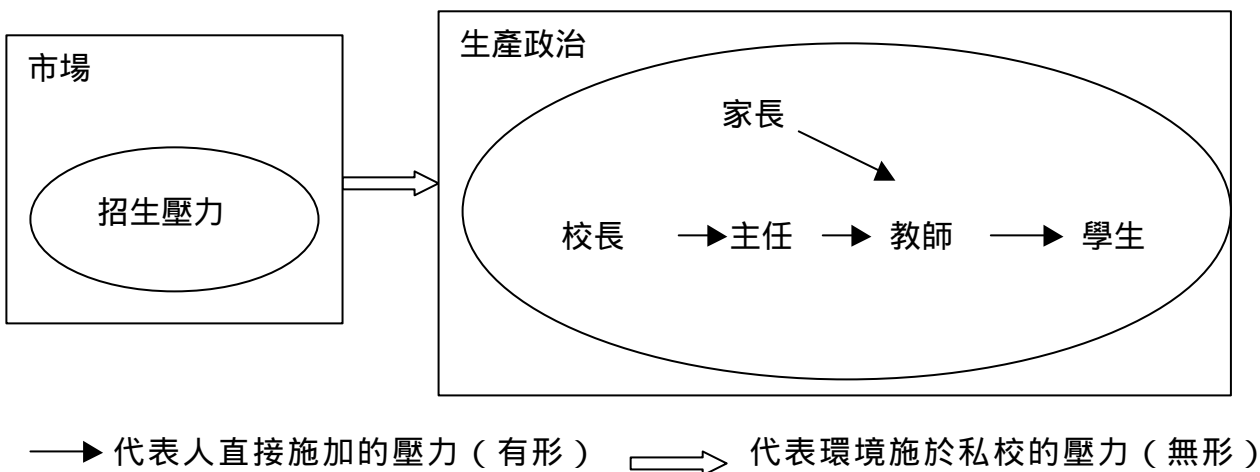 市場
招生壓力
生產政治
家長
校長 主任 教師 學生
代表人直接施加的壓力（有形） 代表環境施於私校的壓力（無形）